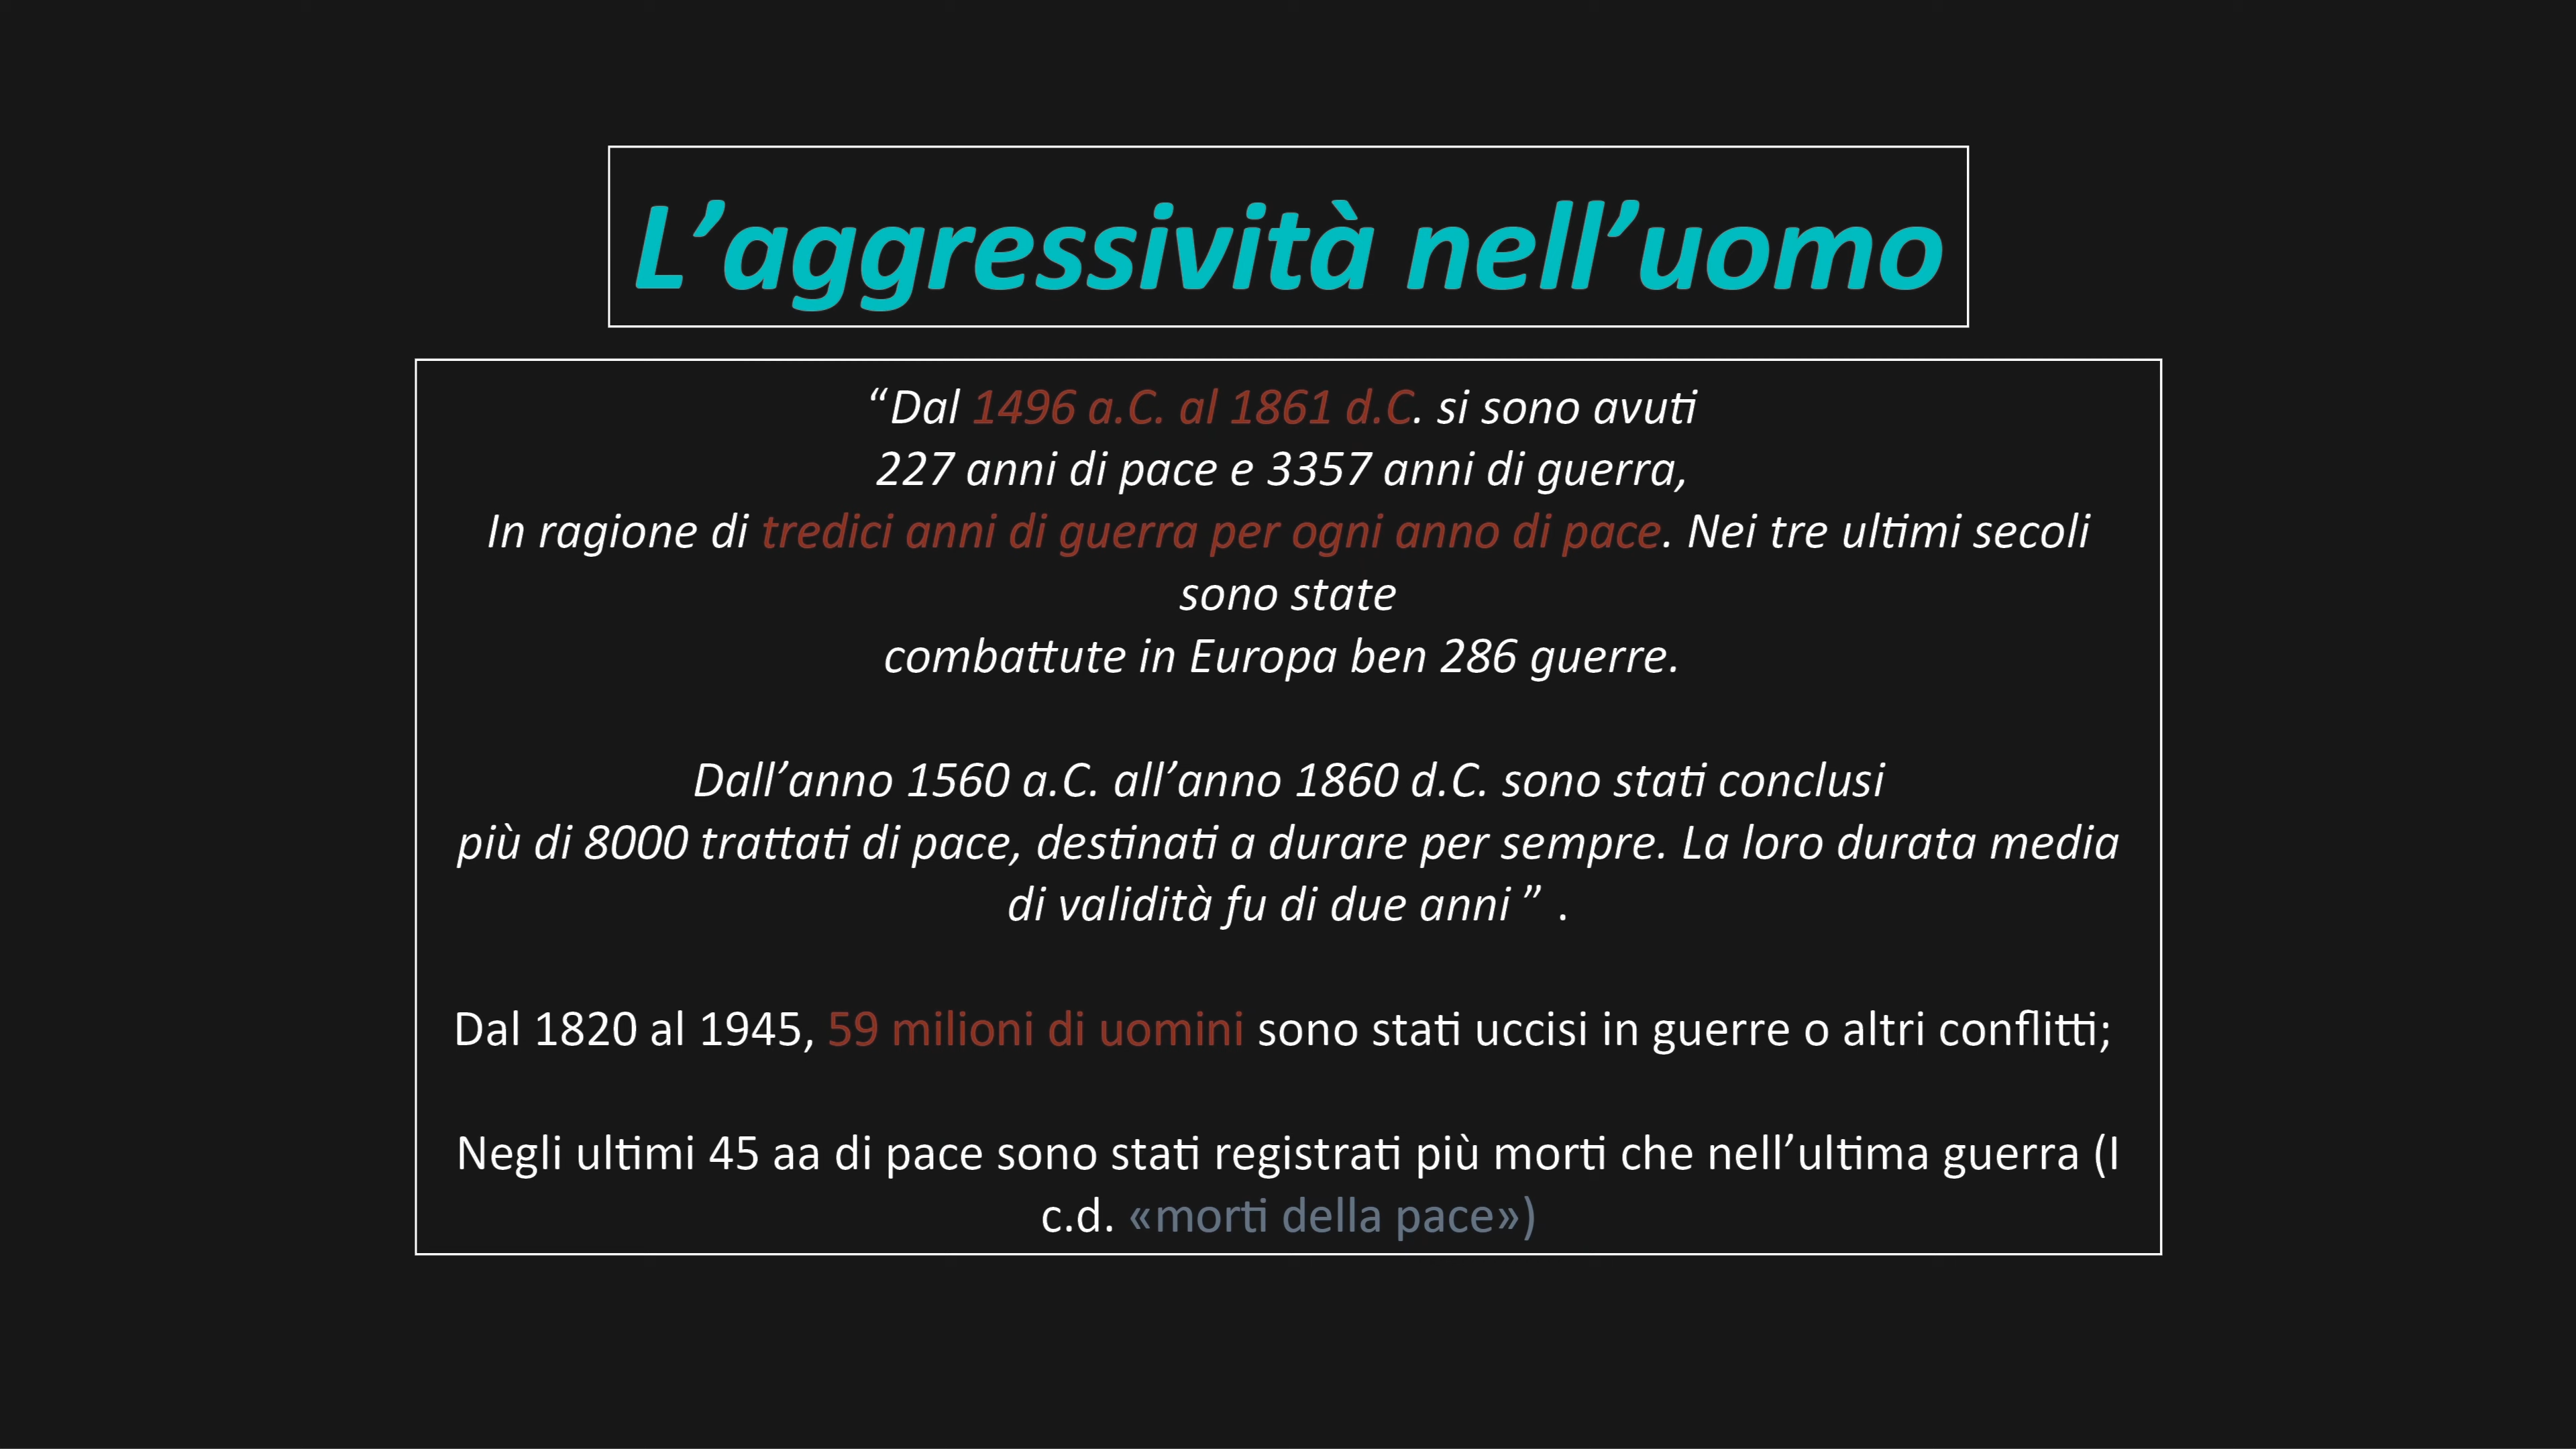 L’aggressività nell’uomo
“Dal 1496 a.C. al 1861 d.C. si sono avuti
227 anni di pace e 3357 anni di guerra,
In ragione di tredici anni di guerra per ogni anno di pace. Nei tre ultimi secoli
sono state
combattute in Europa ben 286 guerre.
Dall’anno 1560 a.C. all’anno 1860 d.C. sono stati conclusi
più di 8000 trattati di pace, destinati a durare per sempre. La loro durata media
di validità fu di due anni ” .
Dal 1820 al 1945, 59 milioni di uomini sono stati uccisi in guerre o altri conflitti;
Negli ultimi 45 aa di pace sono stati registrati più morti che nell’ultima guerra (I
c.d. «morti della pace»)